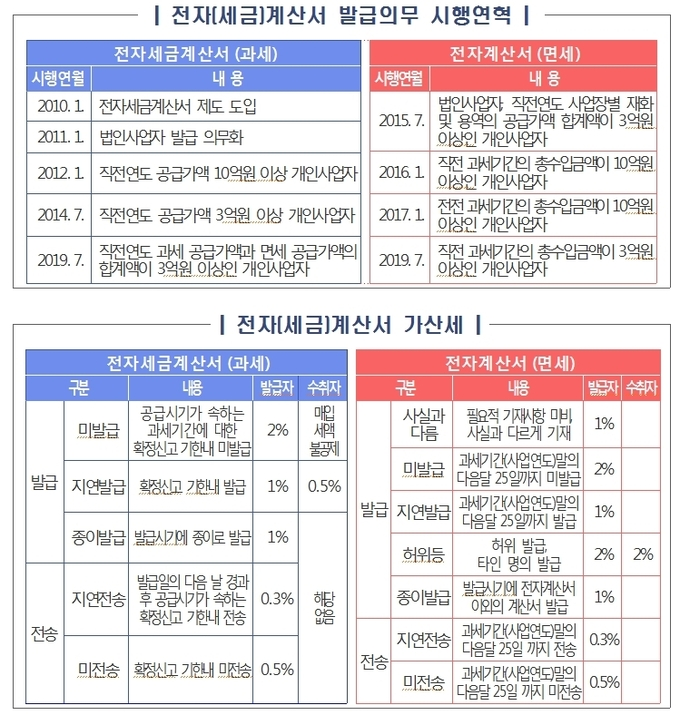 전자(세금)계산서 발급의무 시행연혁
전자세금계산서 (과세)
시행연월 내 용
2010. 1. 전자세금계산서 제도 도입
2011. 1. 법인사업자 발급 의무화
2012. 1. 직전연도 공급가액 10억원 이상 개인사업자
2014. 7. 직전연도 공급가액 3억원 이상 개인사업자
2019. 7. 직전연도 과세 공급가액과 면세 공급가액의
합계액이 3억원 이상인 개인사업자
전자계산서 (면세)
시행연월 내 용
2015. 7. 법인사업자, 직전연도 사업장별 재화
및 용역의 공급가액 합계액이 3억원
이상인 개인사업자
2016. 1. 직전 과세기간의 총수입금액이 10억원
이상인 개인사업자
2017. 1. 전전 과세기간의 총수입금액이 10억원
이상인 개인사업자
2019. 7. 직전 과세기간의 총수입금액이 3억원
이상인 개인사업자
전자(세금)계산서 가산세
전자세금계산서 (과세)
구분 내용 발급자 수취자
발급
미발급
공급시기가 속하는
과세기간에 대한
확정신고 기한내 미발급
2%
매입
세액
불공제
지연발급 확정신고 기한내 발급 1% 0.5%
종이발급 발급시기에 종이로 발급 1%
해당
없음
전송
지연전송
발급일의 다음 날 경과
후 공급시기가 속하는
확정신고 기한내 전송
0.3%
미전송 확정신고 기한내 미전송 0.5%
전자계산서 (면세)
구분 내용 발급자 수취자
발급
사실과
다름
필요적 기재사항 미비,
사실과 다르게 기재
1%
미발급
과세기간(사업연도)말의
다음달 25일까지 미발급
2%
지연발급
과세기간(사업연도)말의
다음달 25일까지 발급
1%
허위등
허위 발급,
타인 명의 발급
2% 2%
종이발급
발급시기에 전자계산서
이외의 계산서 발급
1%
전송
지연전송
과세기간(사업연도)말의
다음달 25일 까지 전송
0.3%
미전송
과세기간(사업연도)말의
다음달 25일 까지 미전송
0.5%